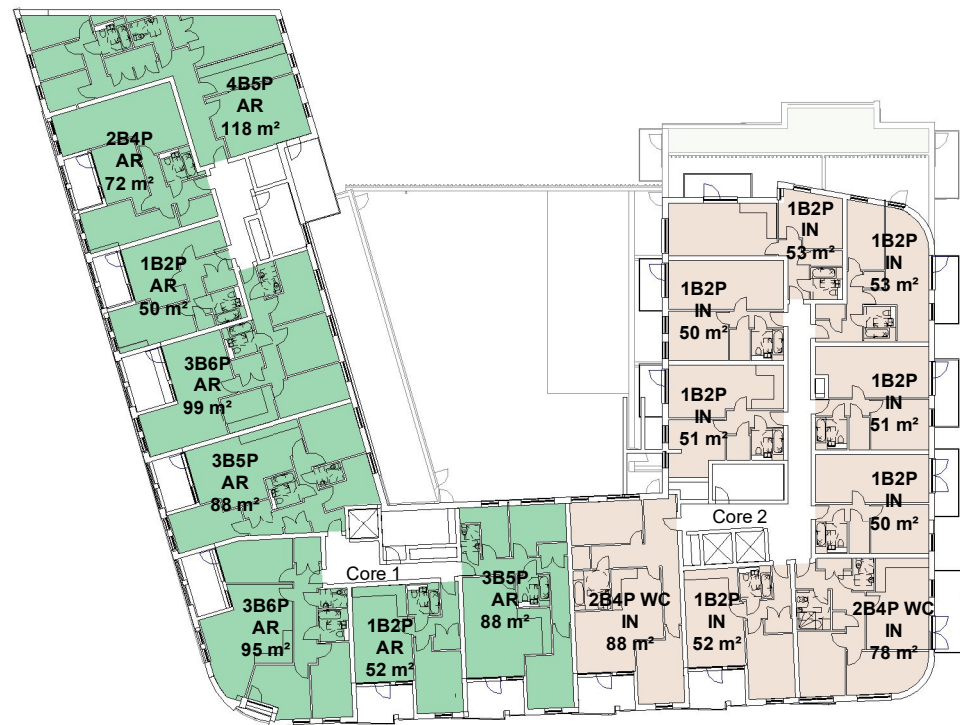 4B5P
AR
118 m²
2B4P
AR
72 m²
1B2P
AR
50 m²
3B6P
AR
99 m²
3B5P
AR
88 m²
3B6P
AR
95 m²
Core 1
1B2P
AR
52 m²
3B5P
AR
88 m²
2B4P WC
IN
88 m²
1B2P
IN
52 m²
2B4P WC
IN
78 m²
Core 2
1B2P
IN
50 m²
1B2P
IN
51 m²
1B2P
IN
53 m²
1B2P
IN
50 m²
1B2P
IN
51 m²
1B2P
IN
53 m²